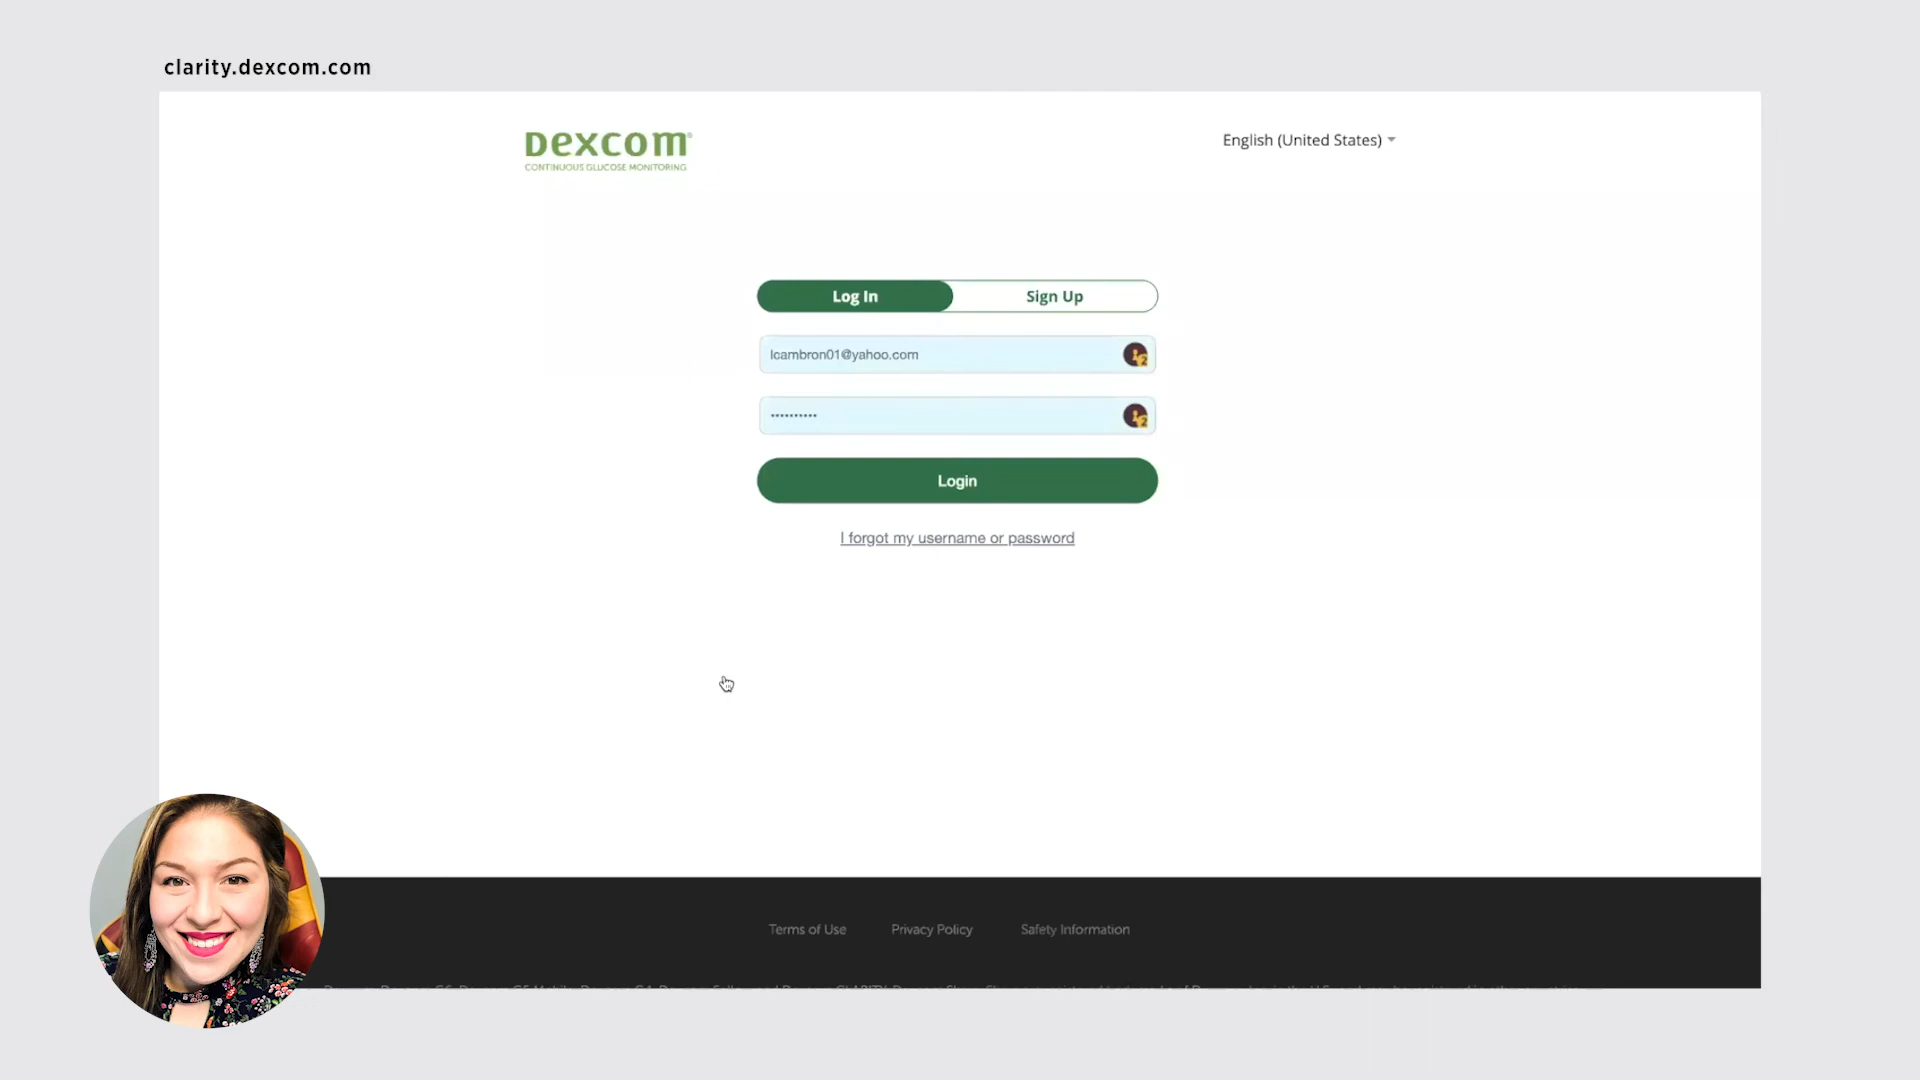 clarity.dexcom.com
Dexcom®
CONTINUOUS GLUCOSE MONITORING
English (United States)
Log In
Sign Up
lcambron01@yahoo.com
••••••••••
Login
I forgot my username or password
Terms of Use
Privacy Policy
Safety Information